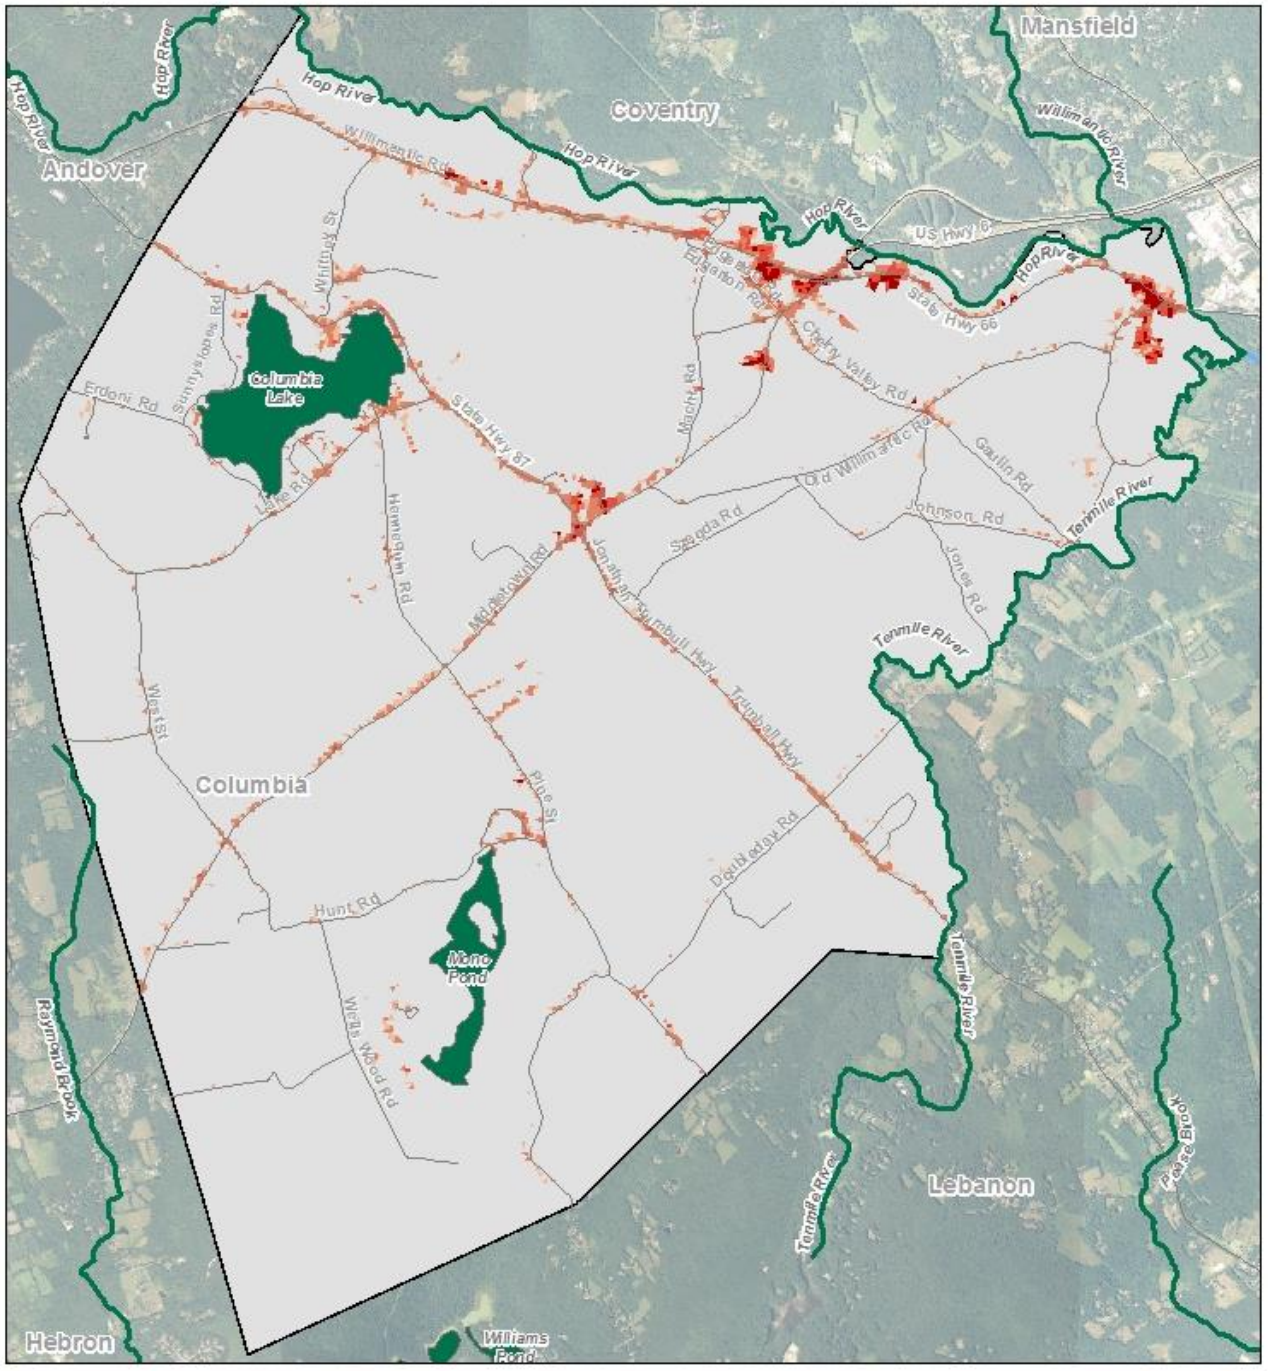 Mansfield
Hop River
Hop River
Hop River
Coventry
Willimantic River
Willimantic Rd
Hop River
Andover
Hop River
US Hwy 6
Whitney St
Hop River
State Hwy 66
Sunnyslopes Rd
Cherry Valley Rd
Erdoni Rd
Columbia
Lake
Macht Rd
State Hwy 87
Old Willimantic Rd
Gaulin Rd
Lake Rd
Hennequin Rd
Szegda Rd
Johnson Rd
Tenmile River
Middletown Rd
Jonathan Trumbull Hwy
Jones Rd
Tenmile River
West St
Trumball Hwy
Columbia
Pine St
Doubleday Rd
Hunt Rd
Mono
Pond
Tenmile River
Raymond Brook
Wells Wood Rd
Pease Brook
Tenmile River
Lebanon
Hebron
Williams
Pond